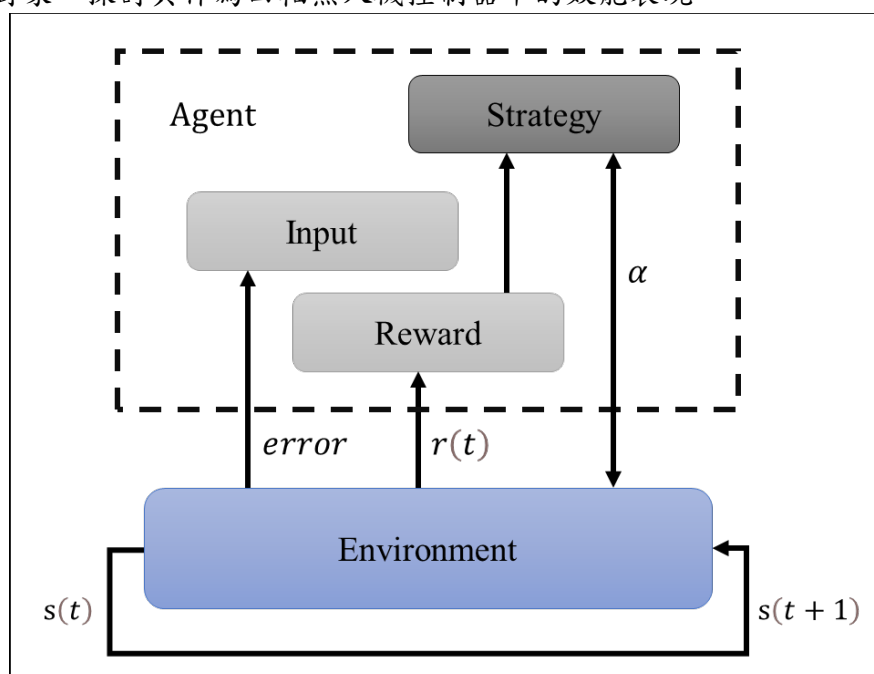 Agent
Strategy
Input
α
Reward
error
r(t)
Environment
s(t)
s(t + 1)